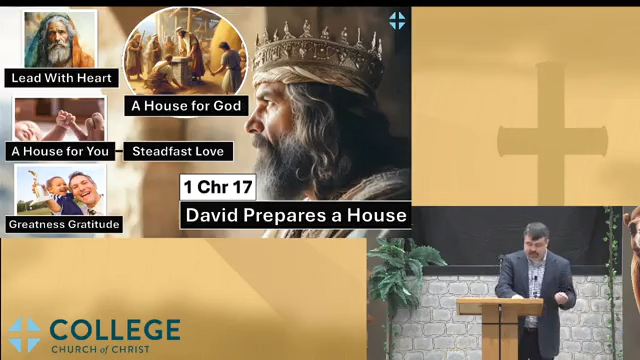 Lead With Heart
A House for God
A House for You
Steadfast Love
1 Chr 17
David Prepares a House
Greatness Gratitude
COLLEGE
CHURCH of CHRIST